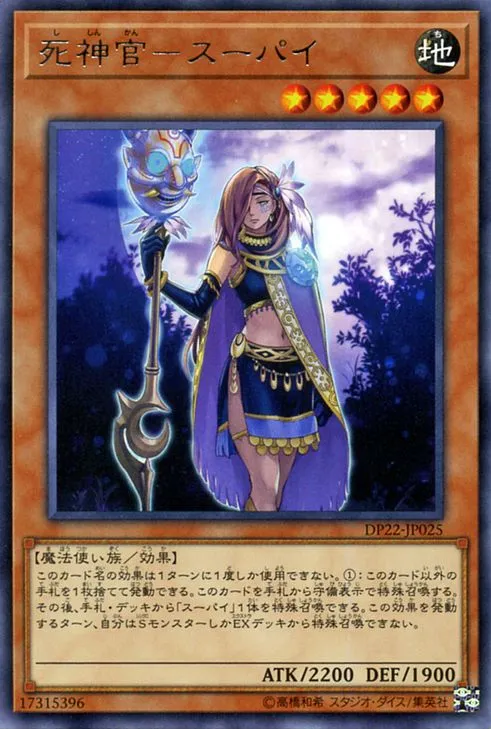 死神官－スーパイ
地
DP22-JP025
【魔法使い族／効果】
このカード名の効果は1ターンに1度しか使用できない。①：このカード以外の
手札を1枚捨てて発動できる。このカードを手札から守備表示で特殊召喚する。
その後、手札・デッキから「スーパイ」1体を特殊召喚できる。この効果を発動
するターン、自分はSモンスターしかEXデッキから特殊召喚できない。
ATK/2200 DEF/1900
17315396
©高橋和希 スタジオ・ダイス/集英社